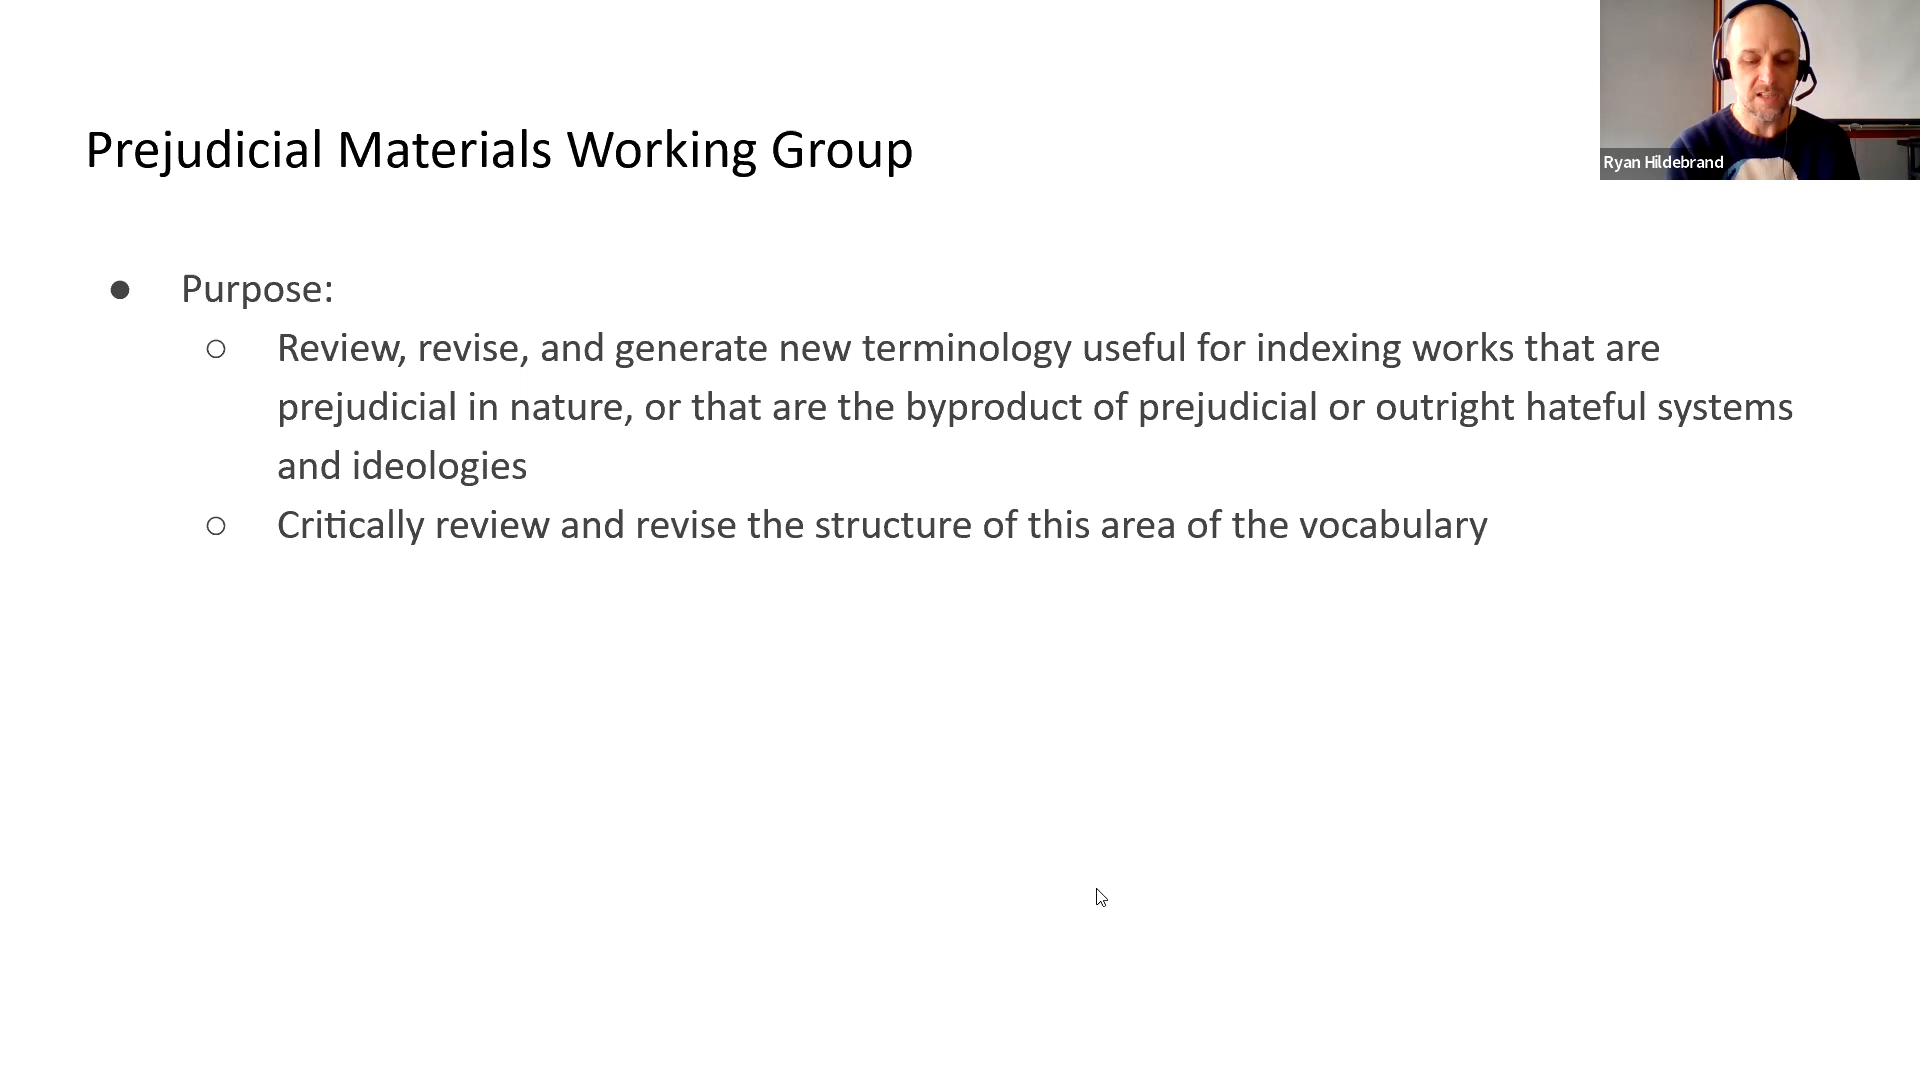 Prejudicial Materials Working Group
Ryan Hildebrand
● Purpose:
○ Review, revise, and generate new terminology useful for indexing works that are
prejudicial in nature, or that are the byproduct of prejudicial or outright hateful systems
and ideologies
○ Critically review and revise the structure of this area of the vocabulary